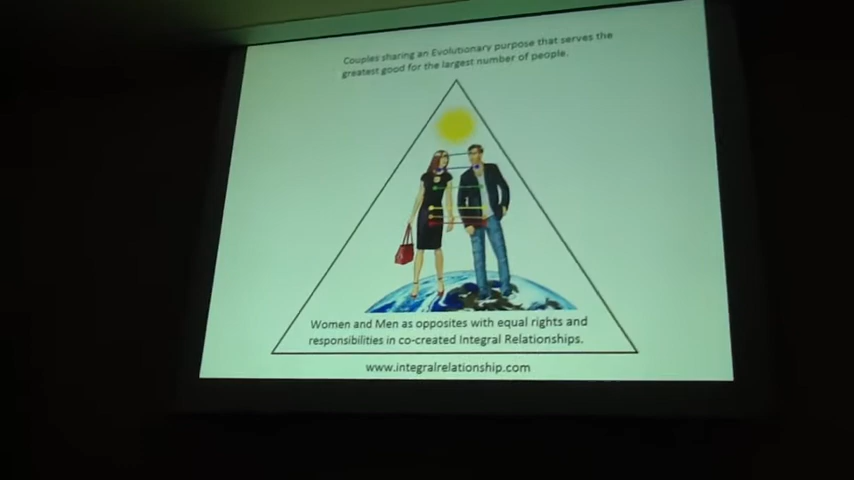 Couples sharing an Evolutionary purpose that serves the
greatest good for the largest number of people.
Women and Men as opposites with equal rights and
responsibilities in co-created Integral Relationships.
www.integralrelationship.com